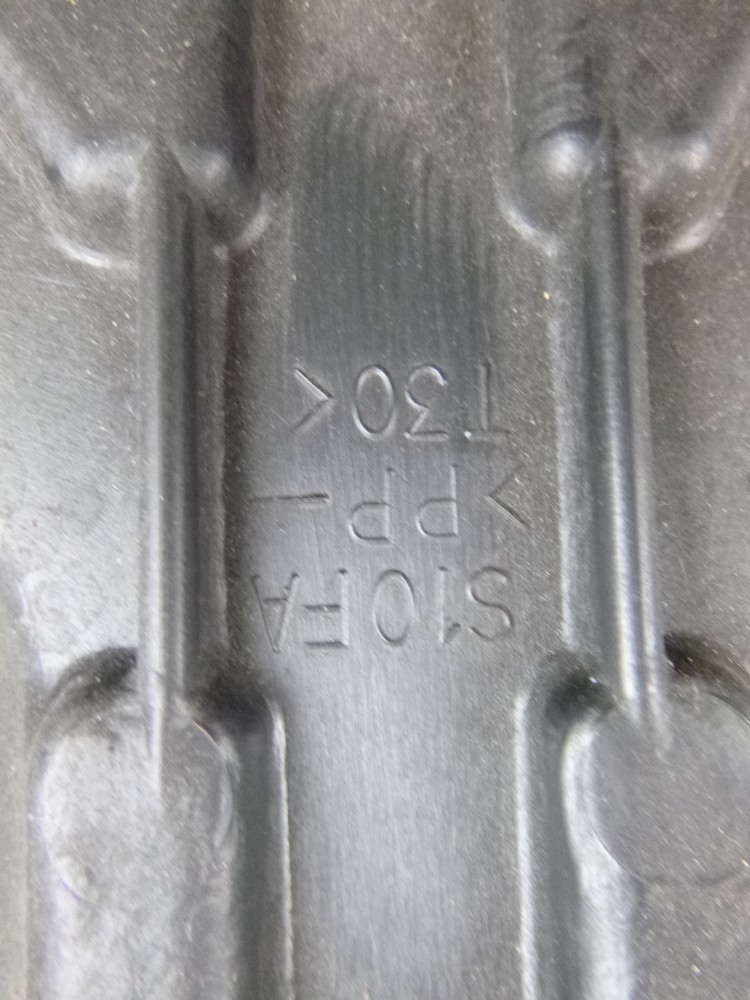 S10FA
>PP-
T30<